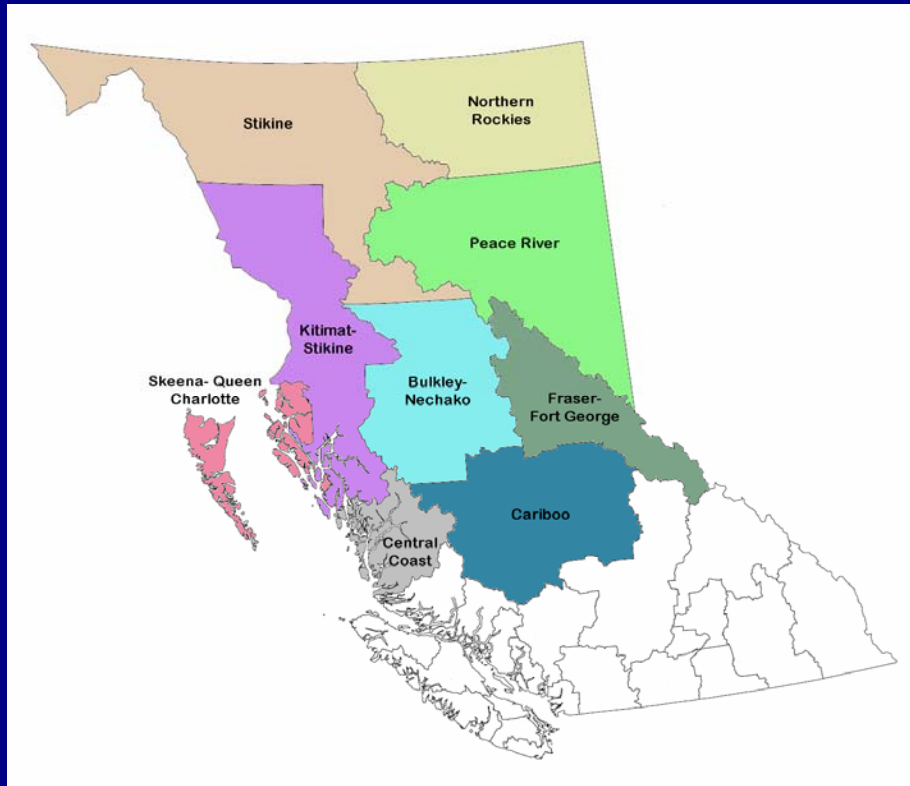 Northern
Rockies
Stikine
Peace River
Kitimat-
Stikine
Skeena- Queen
Charlotte
Bulkley-
Nechako
Fraser-
Fort George
Cariboo
Central
Coast